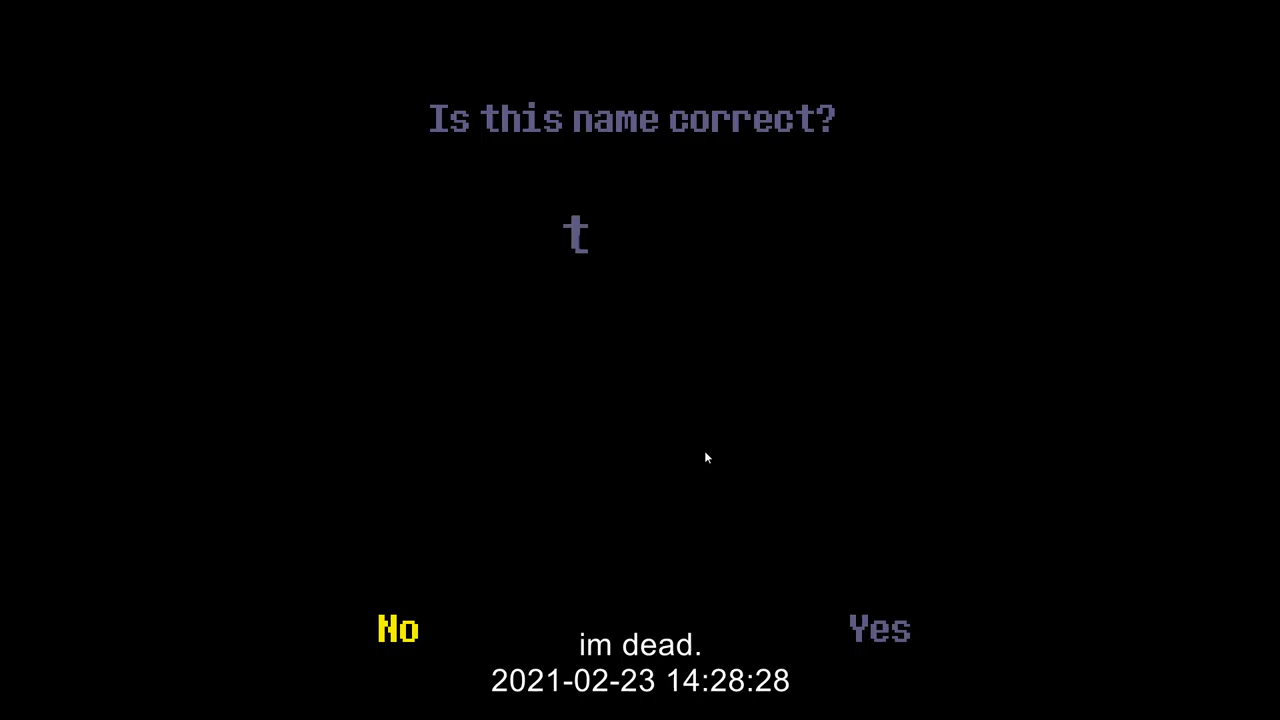 Is this name correct?
t
No
Yes
im dead.
2021-02-23 14:28:28